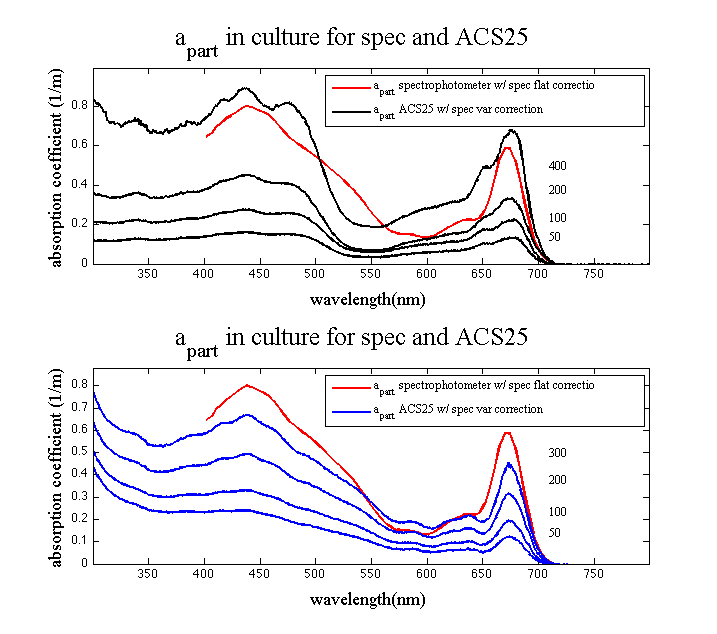 a part in culture for spec and ACS25
absorption coefficient (1/m)
0.8
0.6
0.4
0.2
0
a part spectrophotometer w/ spec flat correctio
a part ACS25 w/ spec var correction
400
200
100
50
350 400 450 500 550 600 650 700 750
wavelength(nm)
a part in culture for spec and ACS25
absorption coefficient (1/m)
0.8
0.7
0.6
0.5
0.4
0.3
0.2
0.1
0
a part spectrophotometer w/ spec flat correctio
a part ACS25 w/ spec var correction
300
200
100
50
350 400 450 500 550 600 650 700 750
wavelength(nm)